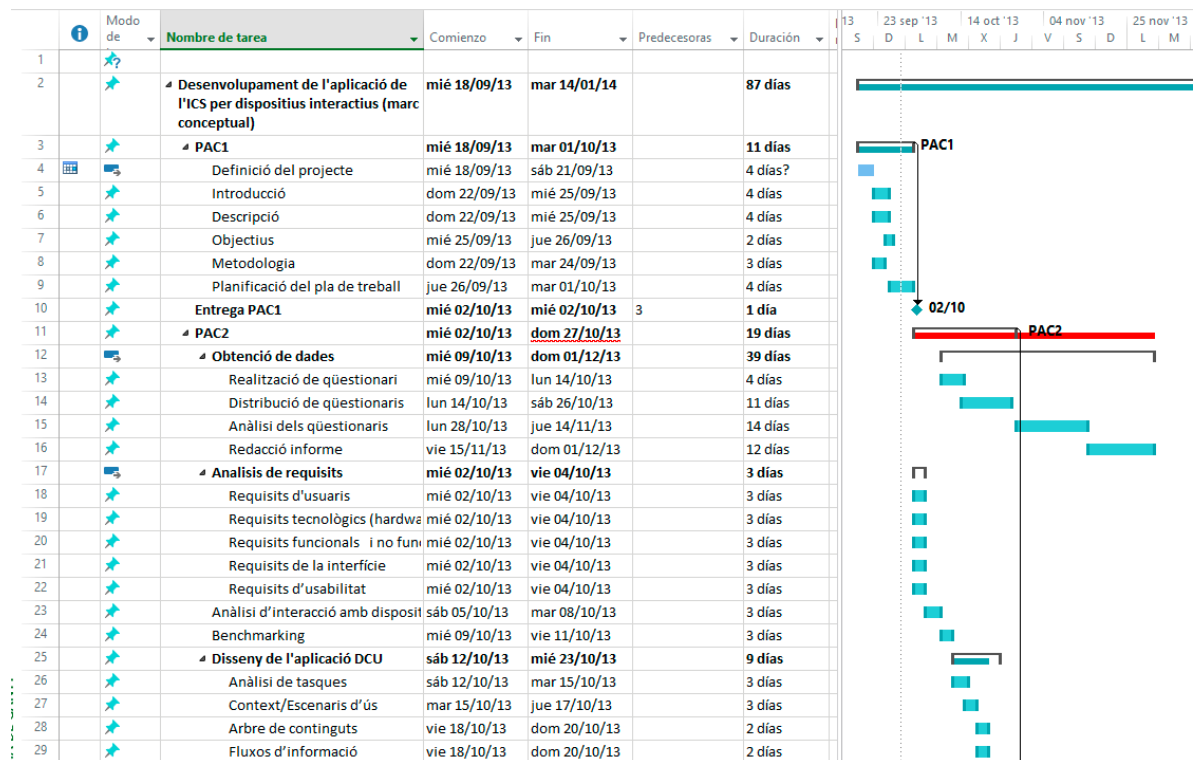 Modo de
Nombre de tarea Comienzo Fin Predecesoras Duración
'13 23 sep '13 14 oct '13 04 nov '13 25 nov '13
S D L M X J V S D L M
1
2 Desenvolupament de l'aplicació de mié 18/09/13 mar 14/01/14 87 días
l'ICS per dispositius interactius (marc
conceptual)
3 PAC1 mié 18/09/13 mar 01/10/13 11 días PAC1
4 Definició del projecte mié 18/09/13 sáb 21/09/13 4 días?
5 Introducció dom 22/09/13 mié 25/09/13 4 días
6 Descripció dom 22/09/13 mié 25/09/13 4 días
7 Objectius mié 25/09/13 jue 26/09/13 2 días
8 Metodologia dom 22/09/13 mar 24/09/13 3 días
9 Planificació del pla de treball jue 26/09/13 mar 01/10/13 4 días
10 Entrega PAC1 mié 02/10/13 mié 02/10/13 3 1 día 02/10
11 PAC2 mié 02/10/13 dom 27/10/13 19 días PAC2
12 Obtenció de dades mié 09/10/13 dom 01/12/13 39 días
13 Realització de qüestionari mié 09/10/13 lun 14/10/13 4 días
14 Distribució de qüestionaris lun 14/10/13 sáb 26/10/13 11 días
15 Anàlisi dels qüestionaris lun 28/10/13 jue 14/11/13 14 días
16 Redacció informe vie 15/11/13 dom 01/12/13 12 días
17 Analisis de requisits mié 02/10/13 vie 04/10/13 3 días
18 Requisits d'usuaris mié 02/10/13 vie 04/10/13 3 días
19 Requisits tecnològics (hardwa mié 02/10/13 vie 04/10/13 3 días
20 Requisits funcionals i no fun mié 02/10/13 vie 04/10/13 3 días
21 Requisits de la interfície mié 02/10/13 vie 04/10/13 3 días
22 Requisits d’usabilitat mié 02/10/13 vie 04/10/13 3 días
23 Anàlisi d’interacció amb disposit sáb 05/10/13 mar 08/10/13 3 días
24 Benchmarking mié 09/10/13 vie 11/10/13 3 días
25 Disseny de l'aplicació DCU sáb 12/10/13 mié 23/10/13 9 días
26 Anàlisi de tasques sáb 12/10/13 mar 15/10/13 3 días
27 Context/Escenaris d’ús mar 15/10/13 jue 17/10/13 3 días
28 Arbre de continguts vie 18/10/13 dom 20/10/13 2 días
29 Fluxos d’informació vie 18/10/13 dom 20/10/13 2 días